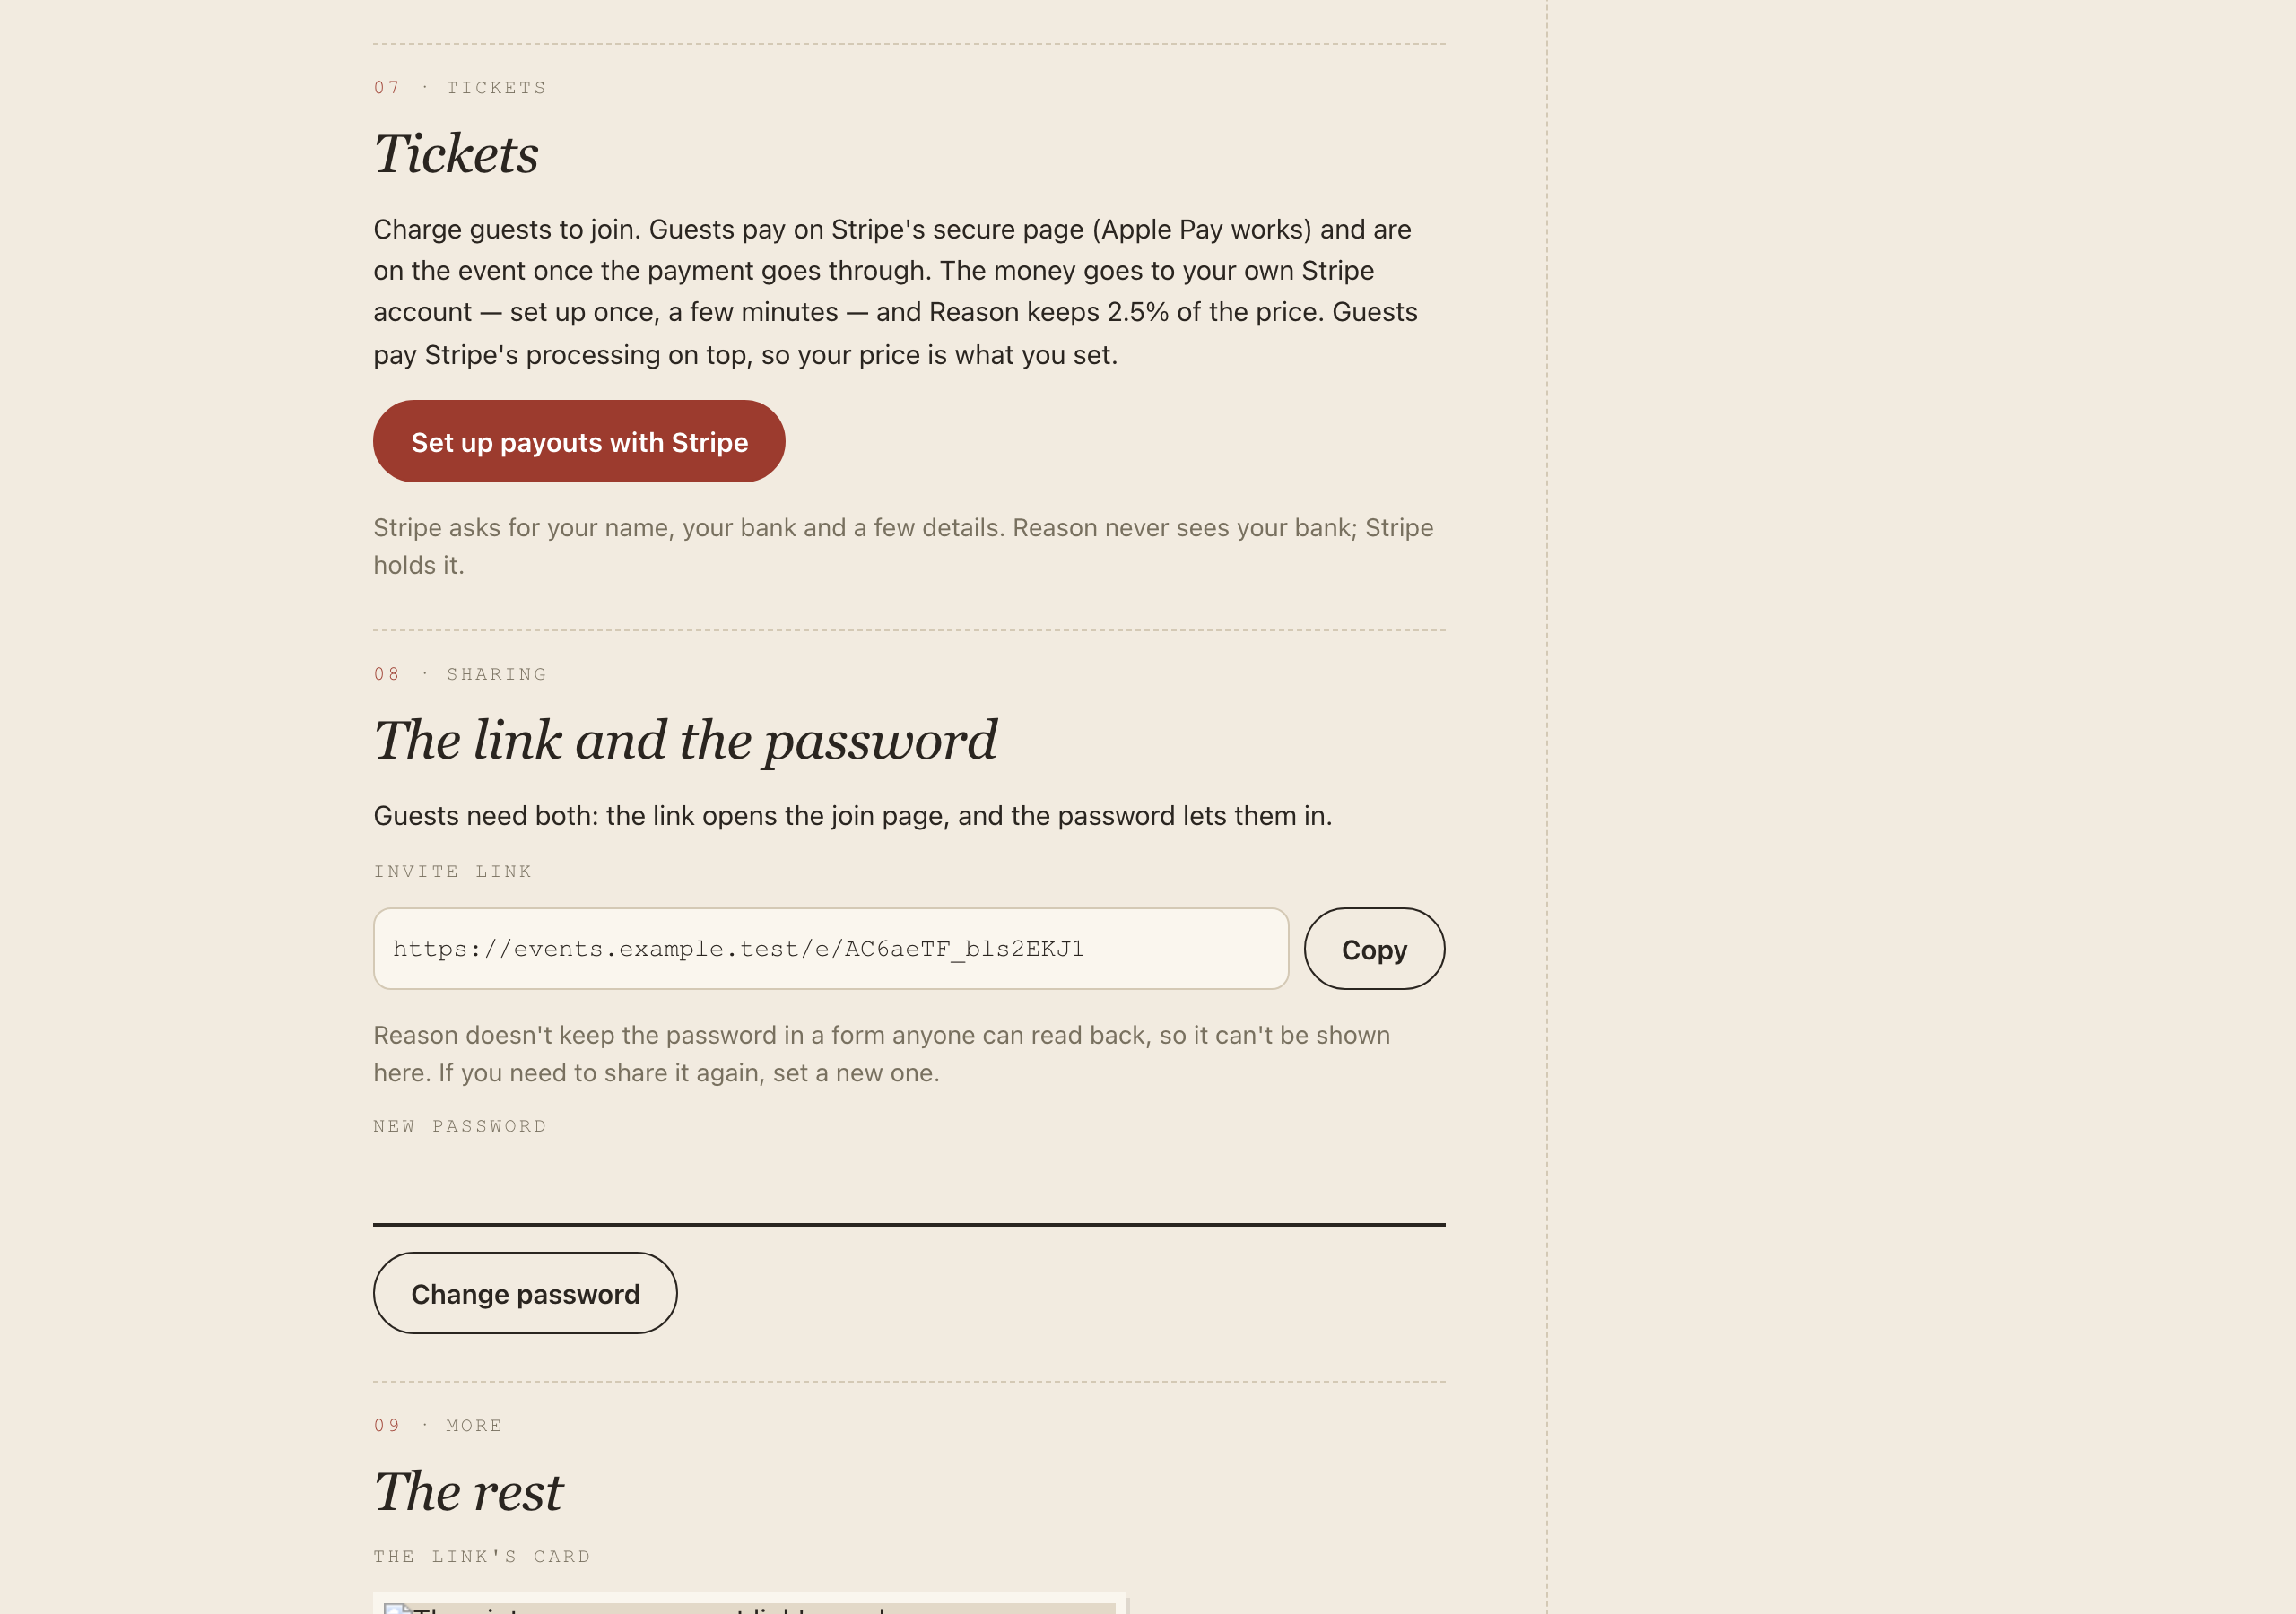 07 · TICKETS
Tickets
Charge guests to join. Guests pay on Stripe's secure page (Apple Pay works) and are
on the event once the payment goes through. The money goes to your own Stripe
account — set up once, a few minutes — and Reason keeps 2.5% of the price. Guests
pay Stripe's processing on top, so your price is what you set.
Set up payouts with Stripe
Stripe asks for your name, your bank and a few details. Reason never sees your bank; Stripe
holds it.
08 · SHARING
The link and the password
Guests need both: the link opens the join page, and the password lets them in.
INVITE LINK
https://events.example.test/e/AC6aeTF_bls2EKJ1
Copy
Reason doesn't keep the password in a form anyone can read back, so it can't be shown
here. If you need to share it again, set a new one.
NEW PASSWORD
Change password
09 · MORE
The rest
THE LINK'S CARD